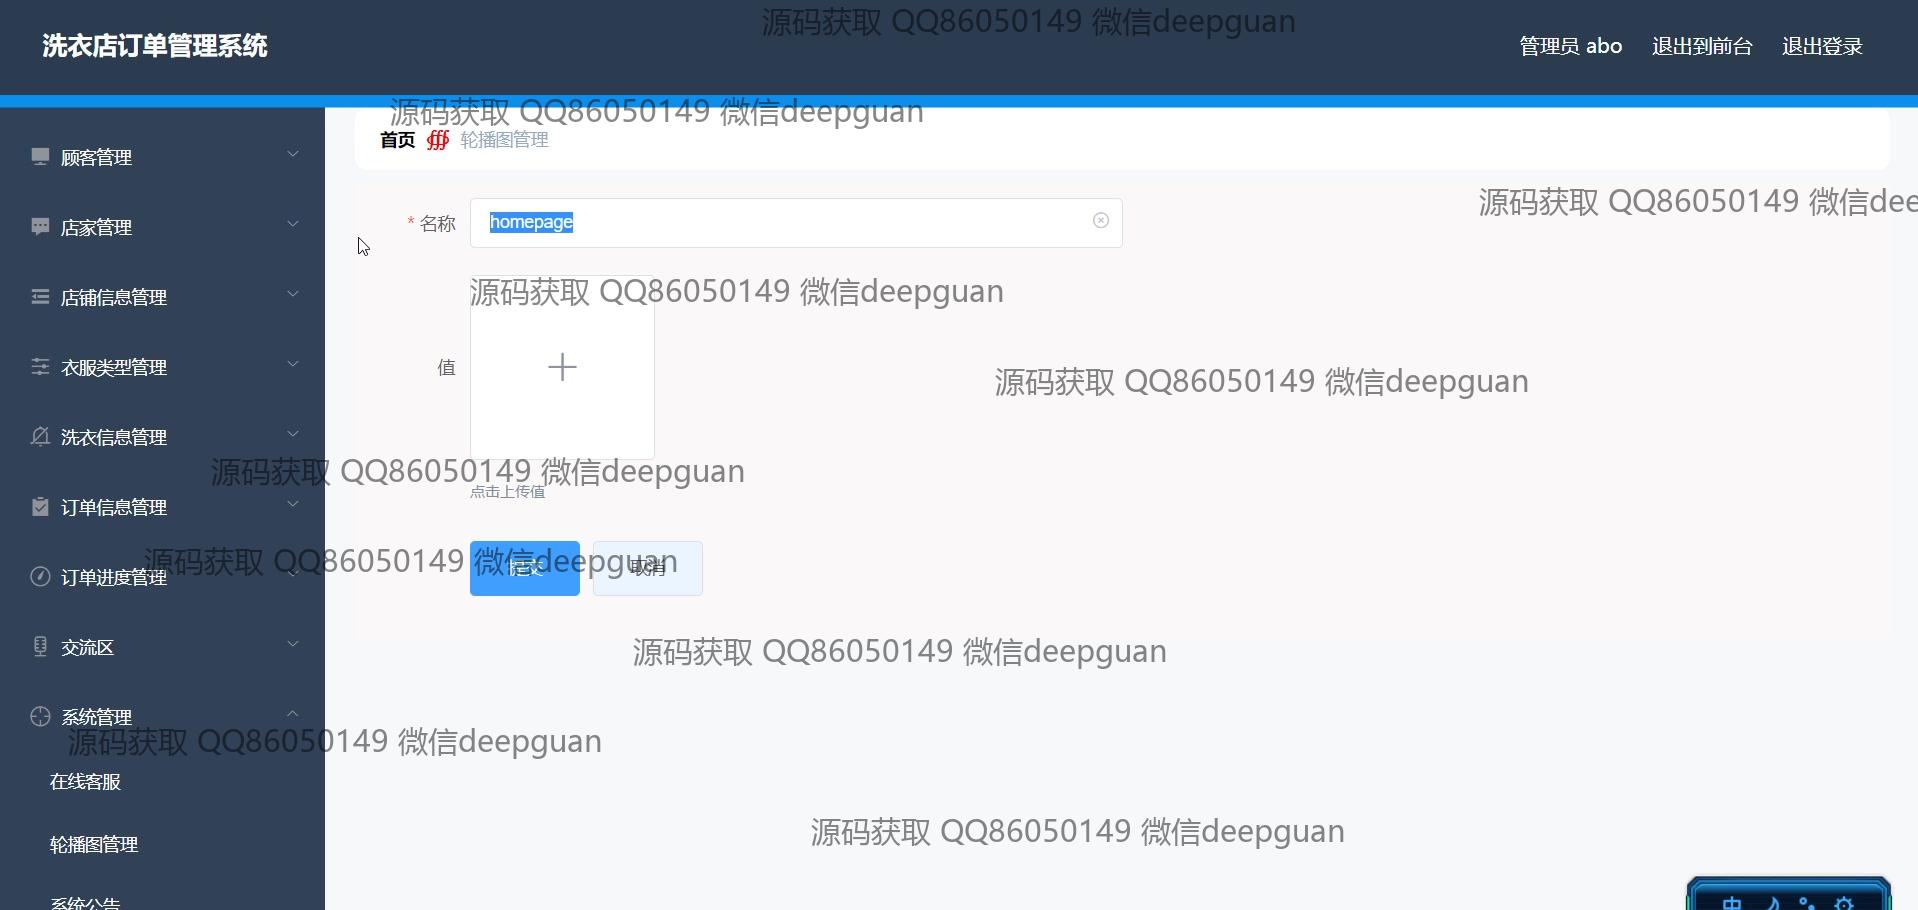 洗衣店订单管理系统
源码获取 QQ86050149 微信deepguan
管理员 abo 退出到前台 退出登录
源码获取 QQ86050149 微信deepguan
首页 轮播图管理
顾客管理
源码获取 QQ86050149 微信dee
* 名称 homepage
店家管理
源码获取 QQ86050149 微信deepguan
店铺信息管理
值
衣服类型管理
源码获取 QQ86050149 微信deepguan
洗衣信息管理
源码获取 QQ86050149 微信deepguan
点击上传值
订单信息管理
源码获取 QQ86050149 微信deepguan
提交 取消
订单进度管理
交流区
源码获取 QQ86050149 微信deepguan
系统管理
源码获取 QQ86050149 微信deepguan
在线客服
源码获取 QQ86050149 微信deepguan
轮播图管理
系统公告
中